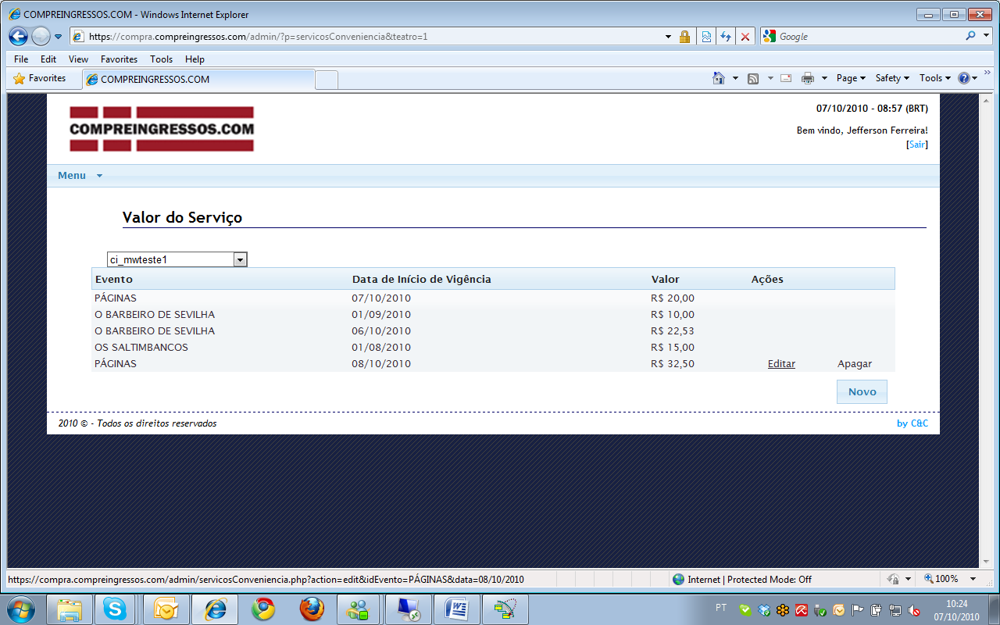 COMPREINGRESSOS.COM - Windows Internet Explorer
https://compra.compreingressos.com/admin/?p=servicosConveniencia&teatro=1
Google
File Edit View Favorites Tools Help
Favorites COMPREINGRESSOS.COM Page Safety Tools
07/10/2010 - 08:57 (BRT)
COMPREINGRESSOS.COM
Bem vindo, Jefferson Ferreira!
[Sair]
Menu
Valor do Serviço
ci_mwteste1
Evento Data de Início de Vigência Valor Ações
PÁGINAS 07/10/2010 R$ 20,00
O BARBEIRO DE SEVILHA 01/09/2010 R$ 10,00
O BARBEIRO DE SEVILHA 06/10/2010 R$ 22,53
OS SALTIMBANCOS 01/08/2010 R$ 15,00
PÁGINAS 08/10/2010 R$ 32,50 Editar Apagar
Novo
2010 © - Todos os direitos reservados by C&C
https://compra.compreingressos.com/admin/servicosConveniencia.php?action=edit&idEvento=PÁGINAS&data=08/10/2010 Internet | Protected Mode: Off 100%
PT 10:24
07/10/2010